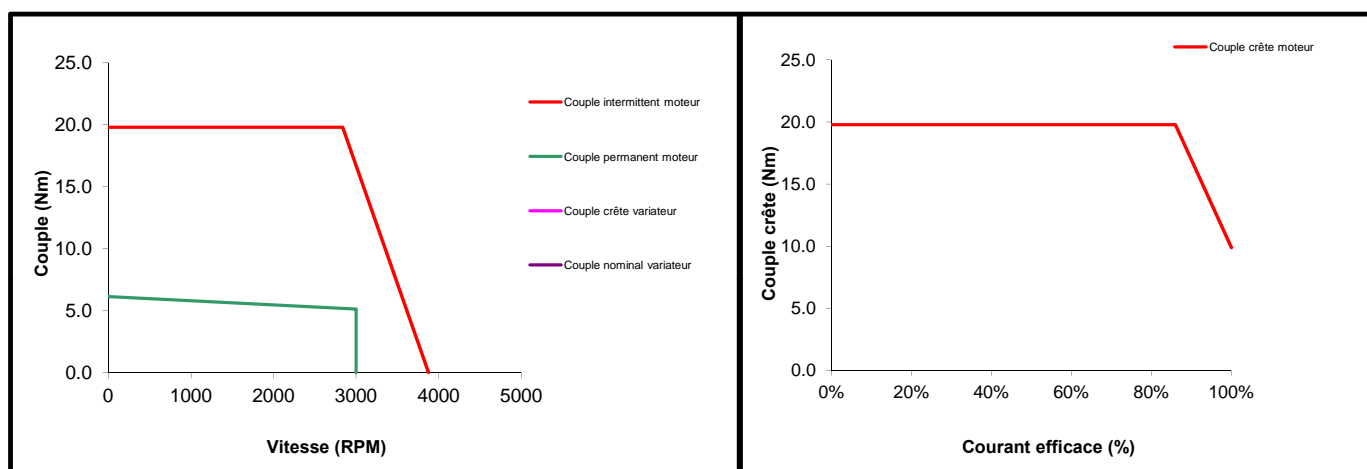 25.0
20.0
15.0
10.0
5.0
0.0
Couple (Nm)
0
1000
2000
3000
4000
5000
Vitesse (RPM)
Couple intermittent moteur
Couple permanent moteur
Couple crête variateur
Couple nominal variateur
Couple crête moteur
25.0
20.0
15.0
10.0
5.0
0.0
Couple crête (Nm)
0%
20%
40%
60%
80%
100%
Courant efficace (%)